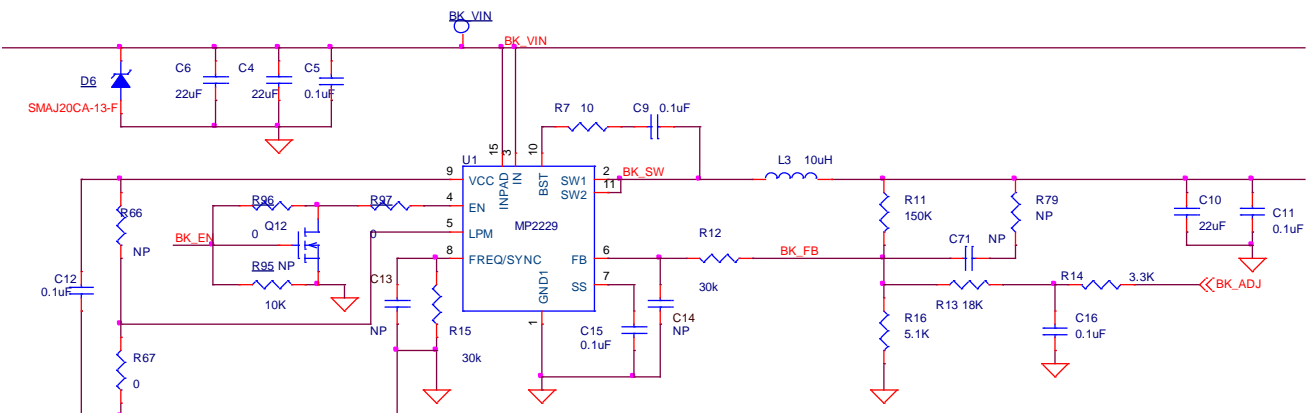 BK_VIN
BK_VIN
D6
C6
C4
C5
22uF
22uF
0.1uF
SMAJ20CA-13-F
R7 10
C9 0.1uF
U1
15
3
10
L3 10uH
9
VCC
INPAD
IN
BST
SW1
2
BK_SW
SW2
11
R66
R96
R97
4
EN
MP2229
R11
R79
150K
NP
C10
C11
0
Q12
0
5
LPM
R12
22uF
0.1uF
NP
BK_EN
C71
NP
BK_FB
8
FREQ/SYNC
FB
6
R95 NP
C13
SS
7
30k
C12
0.1uF
10K
GND1
R14
3.3K
BK_ADJ
R13 18K
NP
R15
1
C15
C14
R16
C16
0.1uF
NP
5.1K
0.1uF
R67
30k
0